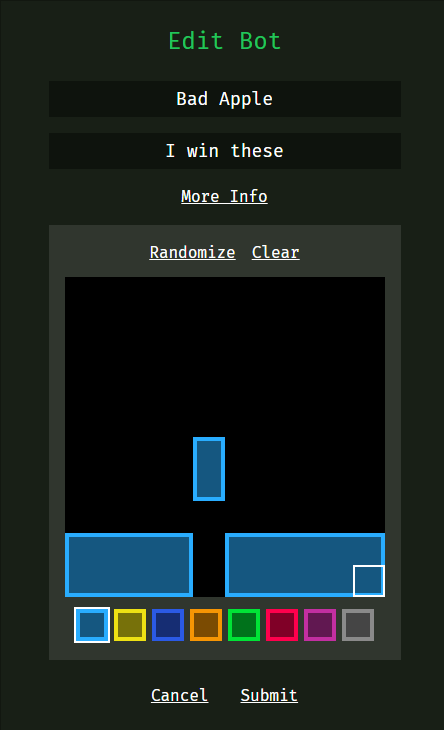 Edit Bot
Bad Apple
I win these
More Info
Randomize Clear
Cancel Submit